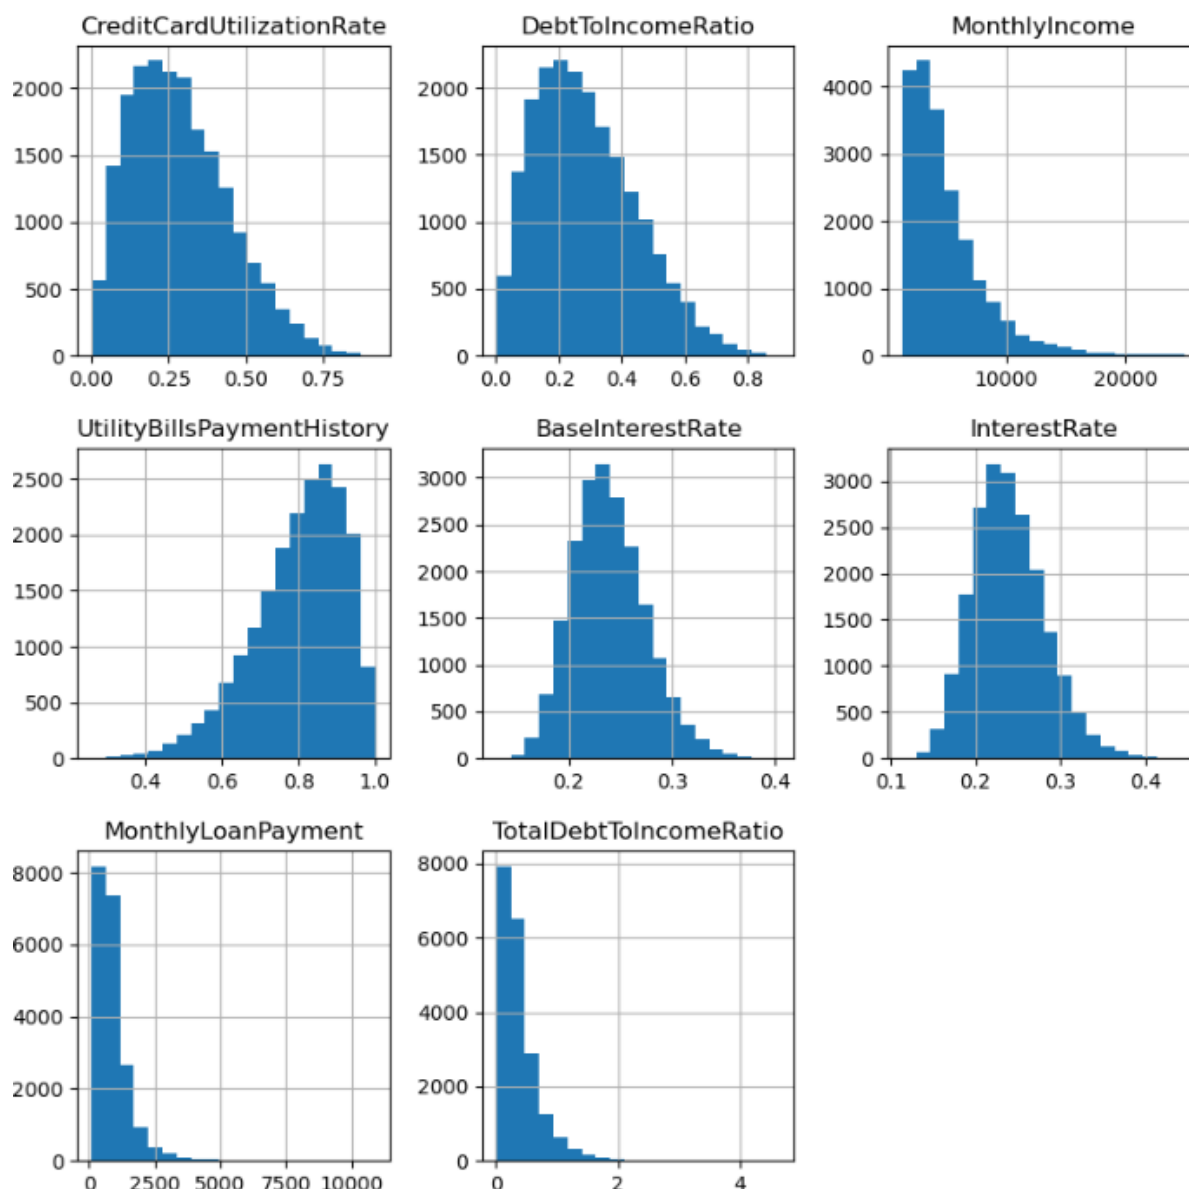 CreditCardUtilizationRate DebtToIncomeRatio MonthlyIncome
2000 2000 4000
1500 1500 3000
1000 1000 2000
500 500 1000
0 0 0
0.00 0.25 0.50 0.75 0.0 0.2 0.4 0.6 0.8 10000 20000
UtilityBillsPaymentHistory BaseInterestRate InterestRate
2500 3000 3000
2000 2500 2500
1500 2000 2000
1000 1500 1500
500 1000 1000
0 500 500
0 0
0.4 0.6 0.8 1.0 0.2 0.3 0.4 0.1 0.2 0.3 0.4
MonthlyLoanPayment TotalDebtToIncomeRatio
8000 8000
6000 6000
4000 4000
2000 2000
0 0
0 2500 5000 7500 10000 0 2 4